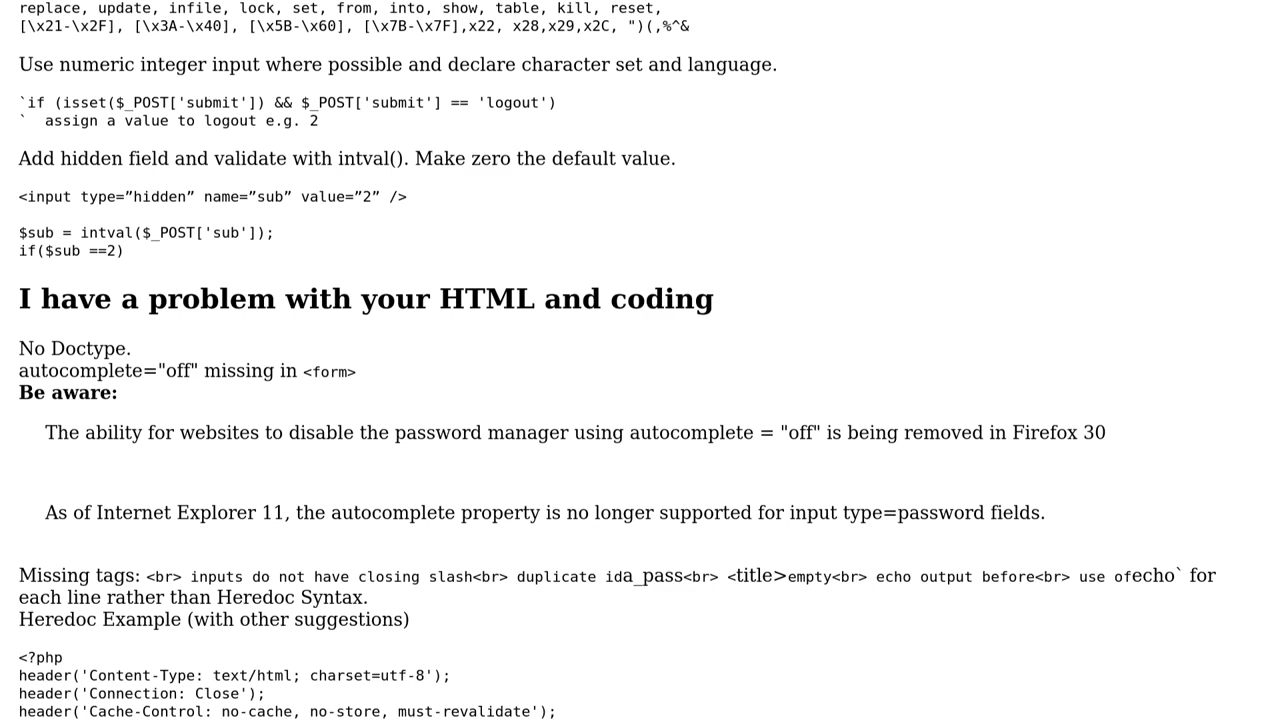 replace, update, infile, lock, set, from, into, show, table, kill, reset,
[\x21-\x2F], [\x3A-\x40], [\x5B-\x60], [\x7B-\x7F],x22, x28,x29,x2C, ")(,%^&
Use numeric integer input where possible and declare character set and language.
`if (isset($_POST['submit']) && $_POST['submit'] == 'logout')
`  assign a value to logout e.g. 2
Add hidden field and validate with intval(). Make zero the default value.
<input type=”hidden” name=”sub” value=”2” />
$sub = intval($_POST['sub']);
if($sub ==2)
I have a problem with your HTML and coding
No Doctype.
autocomplete="off" missing in <form>
Be aware:
The ability for websites to disable the password manager using autocomplete = "off" is being removed in Firefox 30
As of Internet Explorer 11, the autocomplete property is no longer supported for input type=password fields.
Missing tags: <br> inputs do not have closing slash<br> duplicate ida_pass<br> <title>empty<br> echo output before<br> use ofecho` for
each line rather than Heredoc Syntax.
Heredoc Example (with other suggestions)
<?php
header('Content-Type: text/html; charset=utf-8');
header('Connection: Close');
header('Cache-Control: no-cache, no-store, must-revalidate');